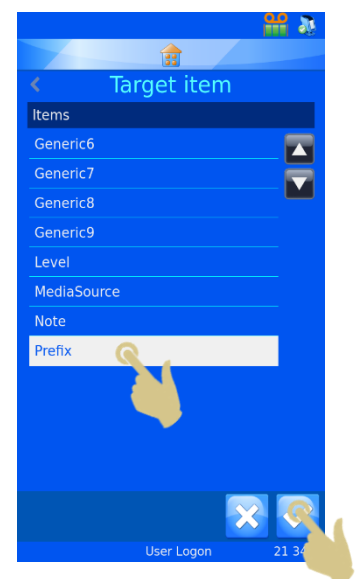 Target item
Items
Generic6
Generic7
Generic8
Generic9
Level
MediaSource
Note
Prefix
User Logon
21 34